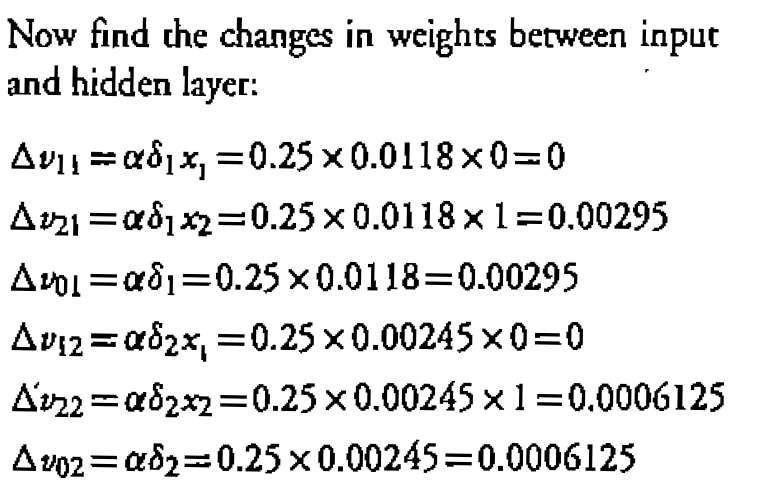 Now find the changes in weights between input
and hidden layer:
Δv₁₁ = αδ₁x₁ = 0.25 × 0.0118 × 0 = 0
Δv₂₁ = αδ₁x₂ = 0.25 × 0.0118 × 1 = 0.00295
Δv₀₁ = αδ₁ = 0.25 × 0.0118 = 0.00295
Δv₁₂ = αδ₂x₁ = 0.25 × 0.00245 × 0 = 0
Δv₂₂ = αδ₂x₂ = 0.25 × 0.00245 × 1 = 0.0006125
Δv₀₂ = αδ₂ = 0.25 × 0.00245 = 0.0006125